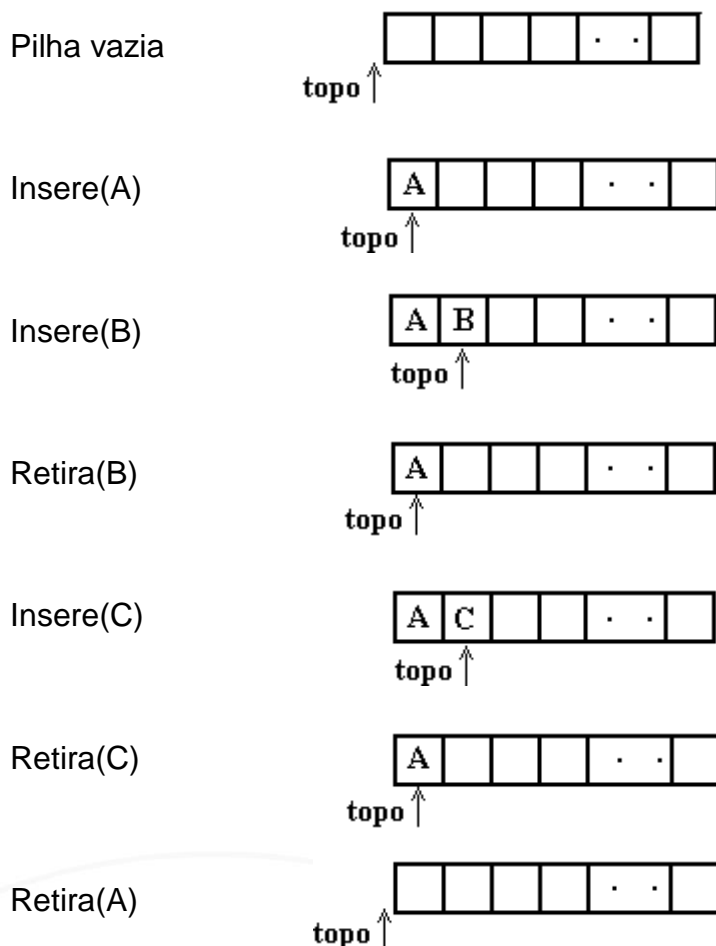 Pilha vazia
. .
topo
Insere(A)
A . .
topo
Insere(B)
A B . .
topo
Retira(B)
A . .
topo
Insere(C)
A C . .
topo
Retira(C)
A . .
topo
Retira(A)
. .
topo